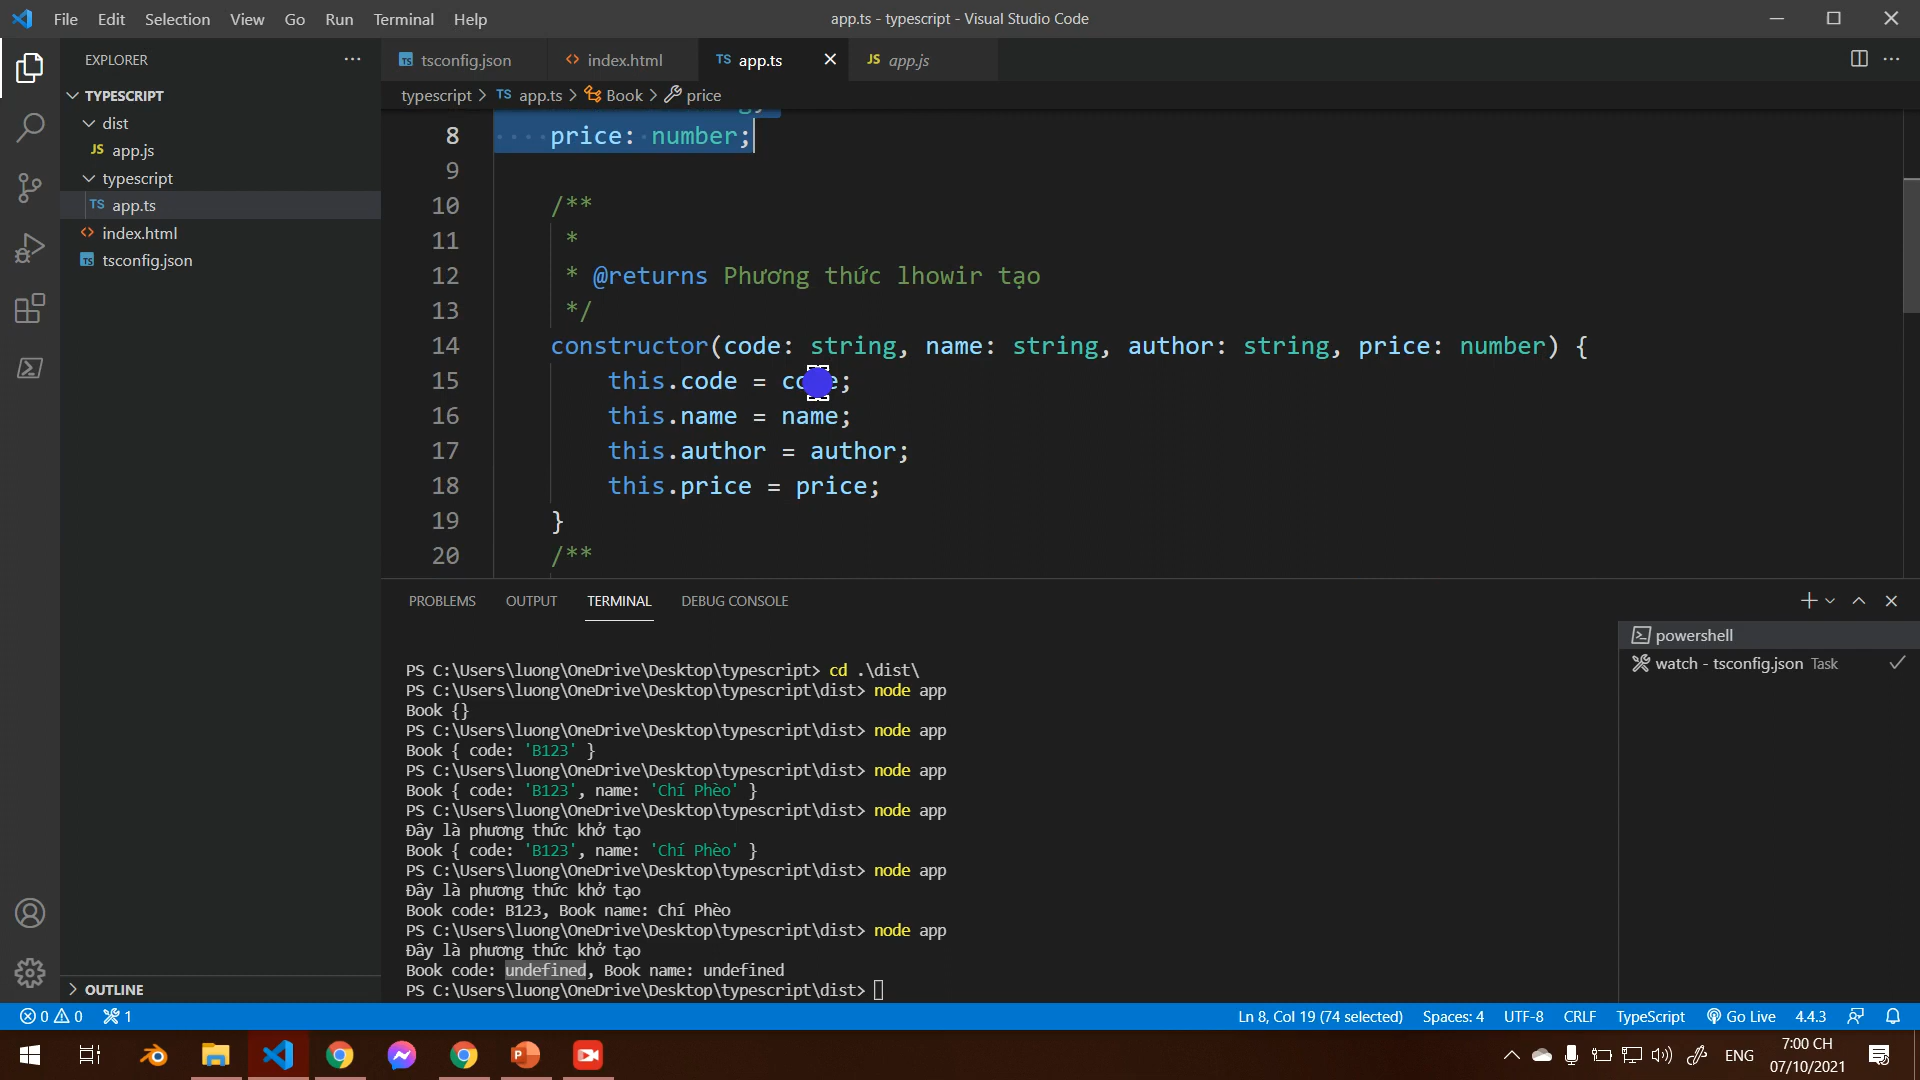 File Edit Selection View Go Run Terminal Help
app.ts - typescript - Visual Studio Code
EXPLORER
TYPESCRIPT
dist
JS app.js
typescript
TS app.ts
index.html
TS tsconfig.json
OUTLINE
TS tsconfig.json
index.html
TS app.ts
JS app.js
typescript > TS app.ts > Book > price
8 price: number;
9
10 /**
11 *
12 * @returns Phương thức lhowir tạo
13 */
14 constructor(code: string, name: string, author: string, price: number) {
15 this.code = code;
16 this.name = name;
17 this.author = author;
18 this.price = price;
19 }
20 /**
PROBLEMS OUTPUT TERMINAL DEBUG CONSOLE
powershell
watch - tsconfig.json Task
PS C:\Users\luong\OneDrive\Desktop\typescript> cd .\dist\
PS C:\Users\luong\OneDrive\Desktop\typescript\dist> node app
Book {}
PS C:\Users\luong\OneDrive\Desktop\typescript\dist> node app
Book { code: 'B123' }
PS C:\Users\luong\OneDrive\Desktop\typescript\dist> node app
Book { code: 'B123', name: 'Chí Phèo' }
PS C:\Users\luong\OneDrive\Desktop\typescript\dist> node app
Đây là phương thức khở tạo
Book { code: 'B123', name: 'Chí Phèo' }
PS C:\Users\luong\OneDrive\Desktop\typescript\dist> node app
Đây là phương thức khở tạo
Book code: B123, Book name: Chí Phèo
PS C:\Users\luong\OneDrive\Desktop\typescript\dist> node app
Đây là phương thức khở tạo
Book code: undefined, Book name: undefined
PS C:\Users\luong\OneDrive\Desktop\typescript\dist>
0 0 1
Ln 8, Col 19 (74 selected) Spaces: 4 UTF-8 CRLF TypeScript Go Live 4.4.3
ENG
7:00 CH
07/10/2021